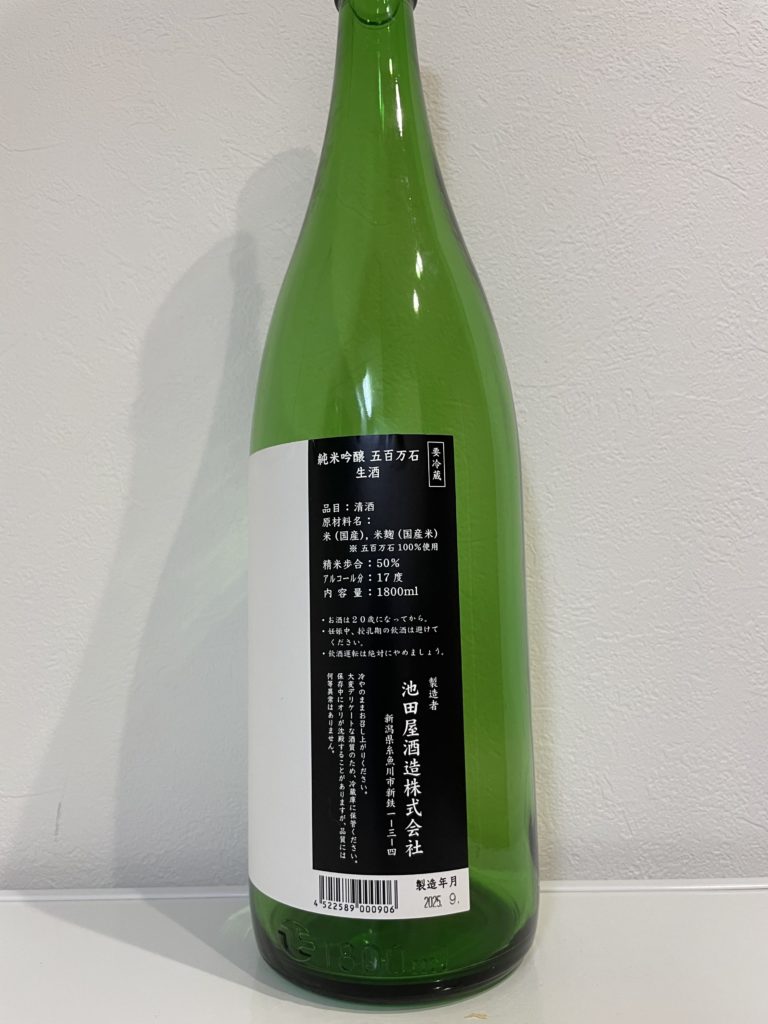 純米吟醸 五百万石
生酒
要冷蔵
品目:清酒
原材料名:
米(国産),米麹(国産米)
※ 五百万石100%使用
精米歩合:50%
アルコール分:17度
内容量:1800ml
・お酒は20歳になってから。
・妊娠中、授乳期の飲酒は避けて
ください。
・飲酒運転は絶対にやめましょう。
製造者
池田屋酒造株式会社
新潟県糸魚川市新鉄一ー三ー四
冷やのままお召し上がりください。
大変デリケートな酒質のため、冷蔵庫に保管ください。
保存中にオリが沈殿することがありますが、品質には
何等異常はありません。
4 522589 000906
製造年月
2025. 9.
1800ml